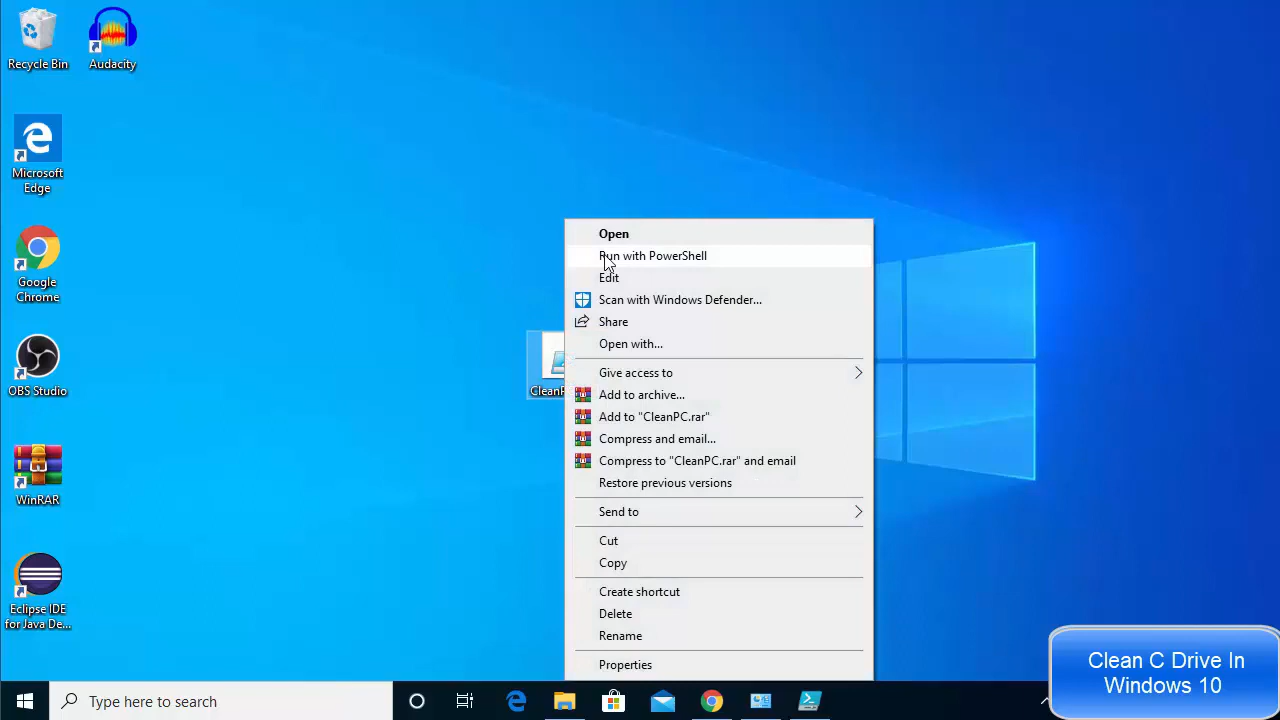 Recycle Bin
Audacity
Microsoft
Edge
Google
Chrome
OBS Studio
WinRAR
Eclipse IDE
for Java De...
Open
Run with PowerShell
Edit
Scan with Windows Defender...
Share
Open with...
Give access to
Add to archive...
Add to "CleanPC.rar"
Compress and email...
Compress to "CleanPC.rar" and email
Restore previous versions
Send to
Cut
Copy
Create shortcut
Delete
Rename
Properties
Type here to search
Clean C Drive In
Windows 10